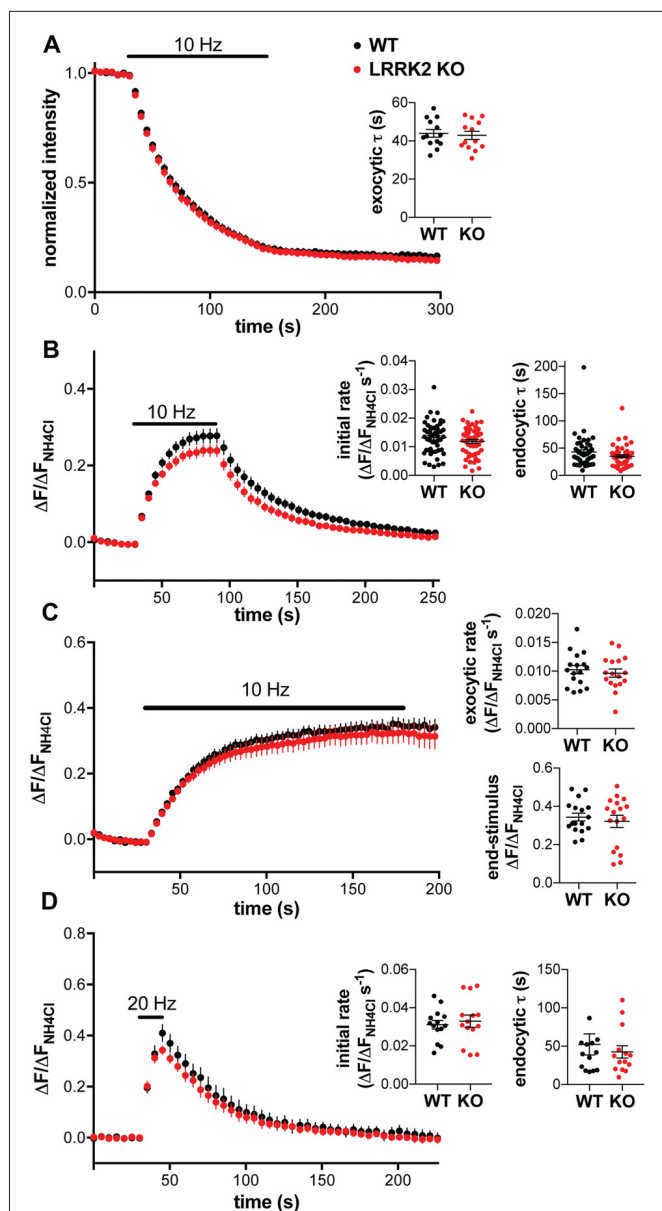 A
10 Hz
WT
LRRK2 KO
normalized intensity
1.0
0.5
0.0
0
100
200
300
time (s)
exocytic τ (s)
60
40
20
0
WT
KO
B
ΔF/ΔF_NH4Cl
0.4
0.2
0.0
10 Hz
50
100
150
200
250
time (s)
initial rate
(ΔF/ΔF_NH4Cl s⁻¹)
0.04
0.03
0.02
0.01
0.00
WT
KO
endocytic τ (s)
200
150
100
50
0
WT
KO
C
ΔF/ΔF_NH4Cl
0.6
0.4
0.2
0.0
10 Hz
50
100
150
200
time (s)
exocytic rate
(ΔF/ΔF_NH4Cl s⁻¹)
0.020
0.015
0.010
0.005
0.000
WT
KO
end-stimulus
ΔF/ΔF_NH4Cl
0.6
0.4
0.2
0.0
WT
KO
D
ΔF/ΔF_NH4Cl
0.8
0.6
0.4
0.2
0.0
20 Hz
50
100
150
200
time (s)
initial rate
(ΔF/ΔF_NH4Cl s⁻¹)
0.06
0.04
0.02
0.00
WT
KO
endocytic τ (s)
150
100
50
0
WT
KO